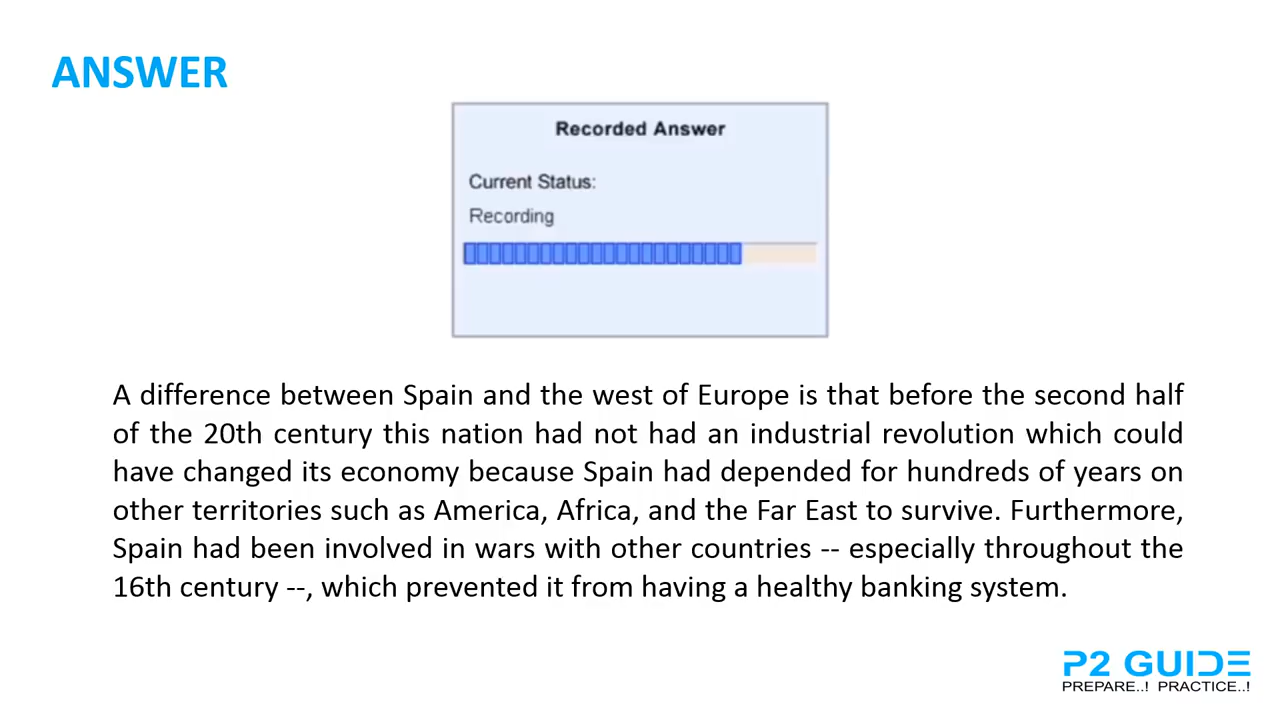 ANSWER
Recorded Answer
Current Status:
Recording
A difference between Spain and the west of Europe is that before the second half
of the 20th century this nation had not had an industrial revolution which could
have changed its economy because Spain had depended for hundreds of years on
other territories such as America, Africa, and the Far East to survive. Furthermore,
Spain had been involved in wars with other countries -- especially throughout the
16th century --, which prevented it from having a healthy banking system.
P2 GUIDE
PREPARE..! PRACTICE..!